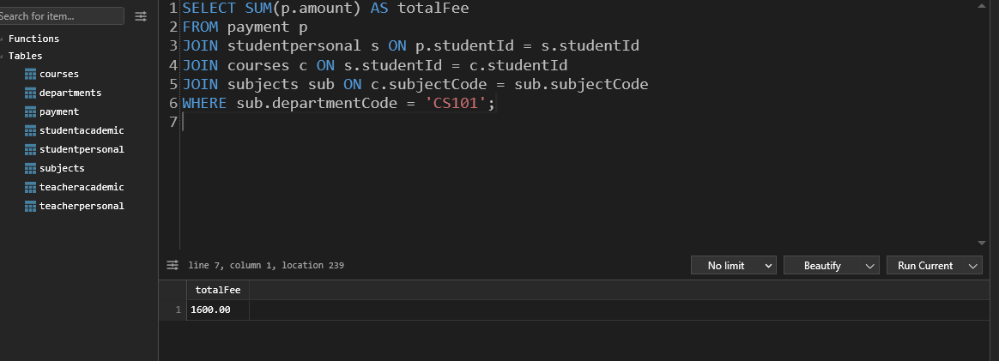 Search for item...
Functions
Tables
courses
departments
payment
studentacademic
studentpersonal
subjects
teacheracademic
teacherpersonal
1 SELECT SUM(p.amount) AS totalFee
2 FROM payment p
3 JOIN studentpersonal s ON p.studentId = s.studentId
4 JOIN courses c ON s.studentId = c.studentId
5 JOIN subjects sub ON c.subjectCode = sub.subjectCode
6 WHERE sub.departmentCode = 'CS101';
7
line 7, column 1, location 239
No limit
Beautify
Run Current
totalFee
1 1600.00